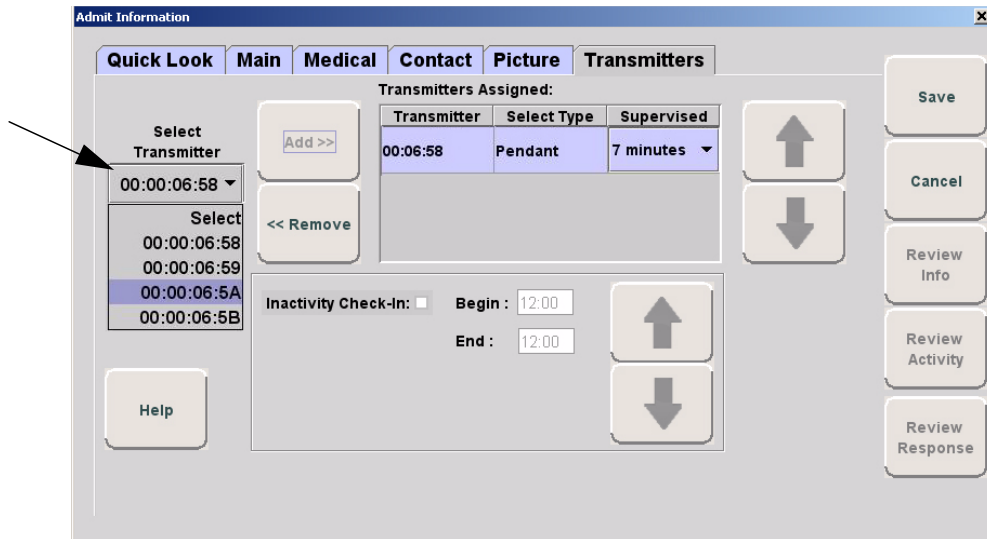 Admit Information
Quick Look Main Medical Contact Picture Transmitters
Select
Transmitter
00:00:06:58
Select
00:00:06:58
00:00:06:59
00:00:06:5A
00:00:06:5B
Add >>
<< Remove
Transmitters Assigned:
Transmitter Select Type Supervised
00:06:58 Pendant 7 minutes
Inactivity Check-In: Begin : 12:00
End : 12:00
Help
Save
Cancel
Review
Info
Review
Activity
Review
Response